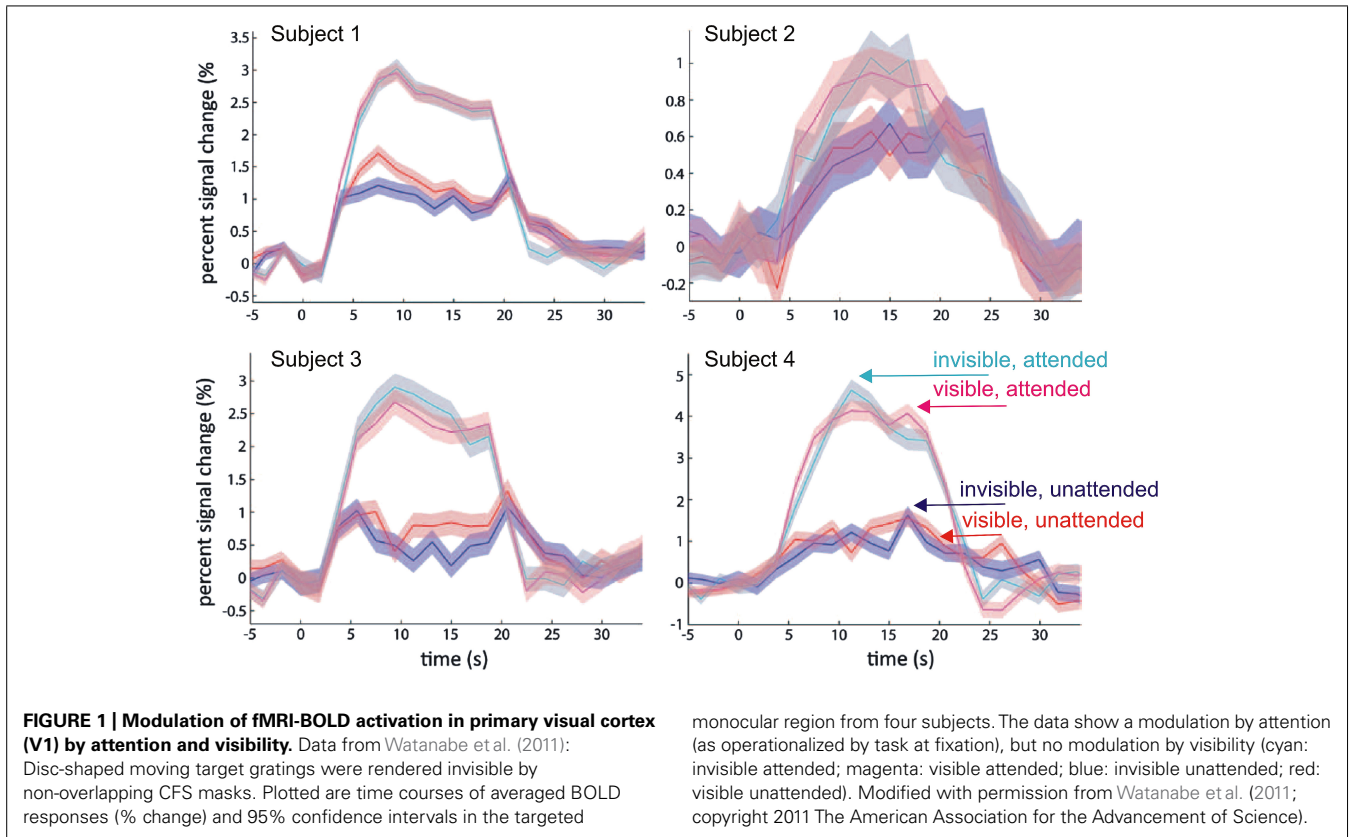 Subject 1
Subject 2
percent signal change (%
3.5
3
2.5
2
1.5
1
0.5
0
-0.5
-5
0
5
10
15
20
25
30
1
0.8
0.6
0.4
0.2
0
-0.2
-5
0
5
10
15
20
25
30
Subject 3
Subject 4
percent signal change (%)
3
2.5
2
1.5
1
0.5
0
-0.5
-5
0
5
10
15
20
25
30
time (s)
invisible, attended
visible, attended
invisible, unattended
visible, unattended
5
4
3
2
1
0
-1
-5
0
5
10
15
20
25
30
time (s)
FIGURE 1 | Modulation of fMRI-BOLD activation in primary visual cortex
(V1) by attention and visibility. Data from Watanabe et al. (2011):
Disc-shaped moving target gratings were rendered invisible by
non-overlapping CFS masks. Plotted are time courses of averaged BOLD
responses (% change) and 95% confidence intervals in the targeted
monocular region from four subjects. The data show a modulation by attention
(as operationalized by task at fixation), but no modulation by visibility (cyan:
invisible attended; magenta: visible attended; blue: invisible unattended; red:
visible unattended). Modified with permission from Watanabe et al. (2011;
copyright 2011 The American Association for the Advancement of Science).